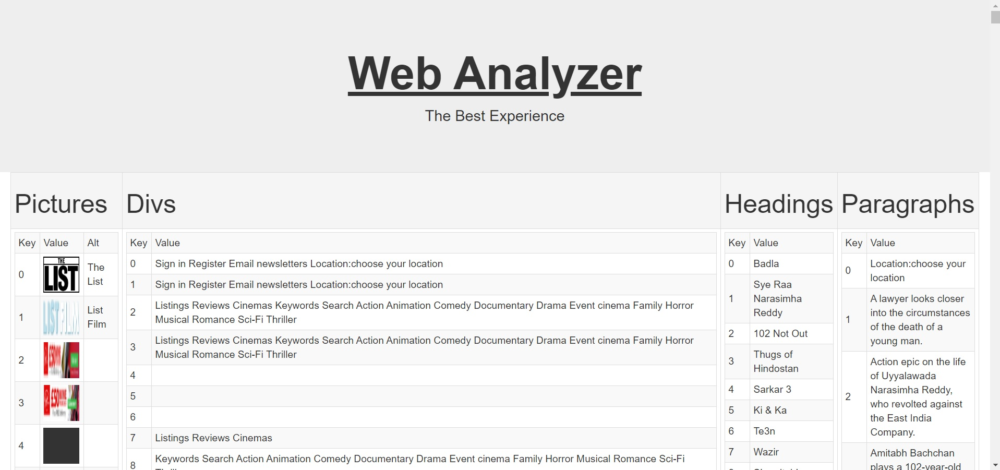 Web Analyzer
The Best Experience
Pictures
Divs
Headings
Paragraphs
Key Value Alt
0 THE LIST The
List
1 LIST FILM List
Film
2 £50 WINE
3 £50 WINE
4
Key Value
0 Sign in Register Email newsletters Location:choose your location
1 Sign in Register Email newsletters Location:choose your location
2 Listings Reviews Cinemas Keywords Search Action Animation Comedy Documentary Drama Event cinema Family Horror
Musical Romance Sci-Fi Thriller
3 Listings Reviews Cinemas Keywords Search Action Animation Comedy Documentary Drama Event cinema Family Horror
Musical Romance Sci-Fi Thriller
4
5
6
7 Listings Reviews Cinemas
8 Keywords Search Action Animation Comedy Documentary Drama Event cinema Family Horror Musical Romance Sci-Fi
Key Value
0 Badla
1 Sye Raa
Narasimha
Reddy
2 102 Not Out
3 Thugs of
Hindostan
4 Sarkar 3
5 Ki & Ka
6 Te3n
7 Wazir
Key Value
0 Location:choose your
location
1 A lawyer looks closer
into the circumstances
of the death of a
young man.
2 Action epic on the life
of Uyyalawada
Narasimha Reddy,
who revolted against
the East India
Company.
Amitabh Bachchan
plays a 102-year-old